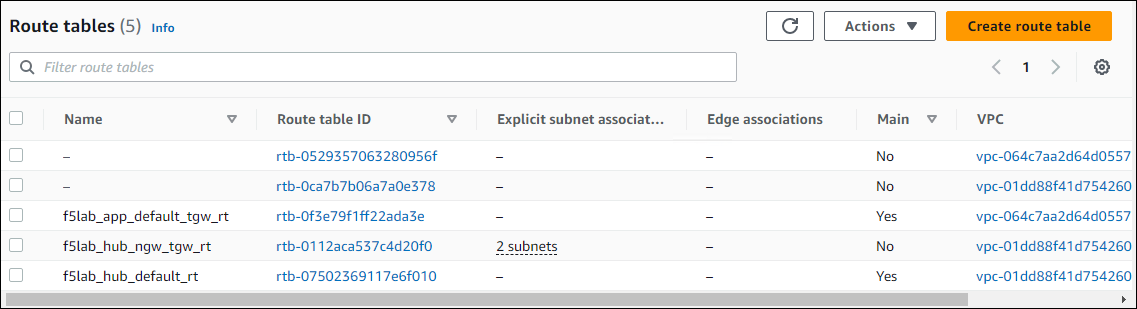 Route tables (5) Info Actions Create route table
Filter route tables 1
Name Route table ID Explicit subnet associat... Edge associations Main VPC
– rtb-0529357063280956f – – No vpc-064c7aa2d64d0557
– rtb-0ca7b7b06a7a0e378 – – No vpc-01dd88f41d754260
f5lab_app_default_tgw_rt rtb-0f3e79f1ff22ada3e – – Yes vpc-064c7aa2d64d0557
f5lab_hub_ngw_tgw_rt rtb-0112aca537c4d20f0 2 subnets – No vpc-01dd88f41d754260
f5lab_hub_default_rt rtb-07502369117e6f010 – – Yes vpc-01dd88f41d754260